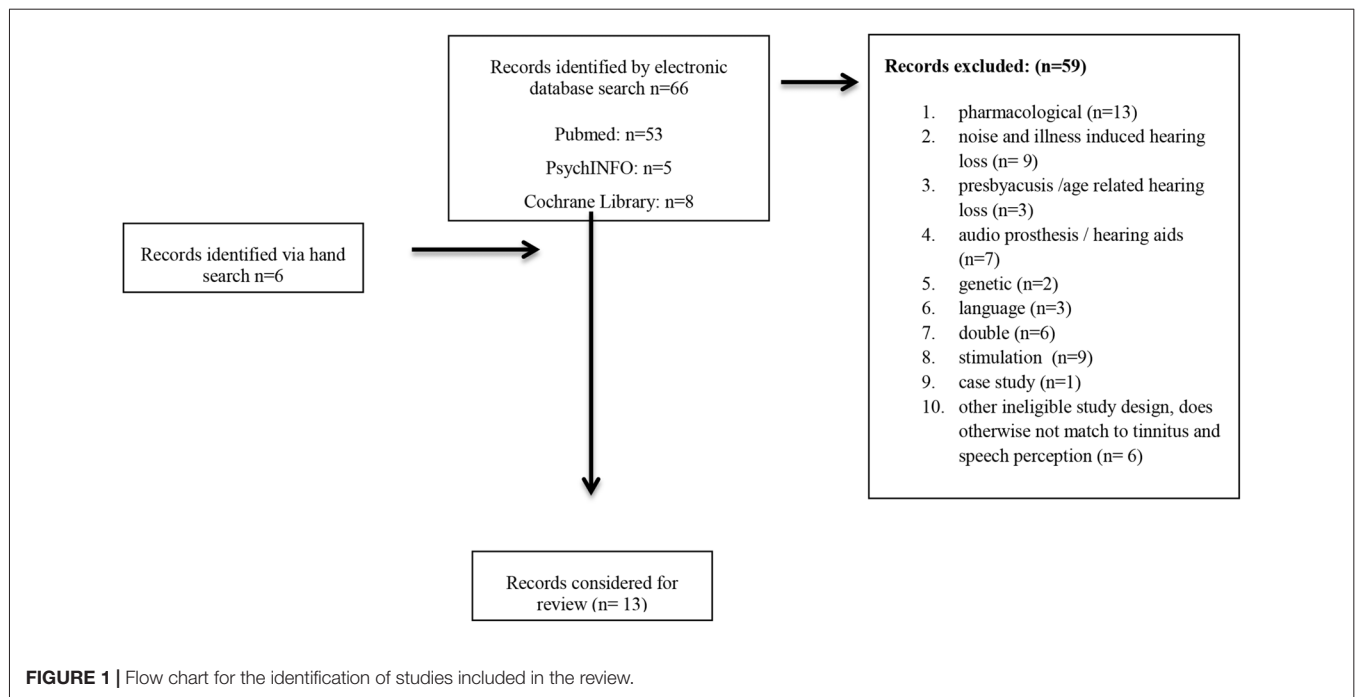 Records identified by electronic
database search n=66
Pubmed: n=53
PsychINFO: n=5
Cochrane Library: n=8
Records identified via hand
search n=6
Records excluded: (n=59)
1. pharmacological (n=13)
2. noise and illness induced hearing
loss (n= 9)
3. presbyacusis /age related hearing
loss (n=3)
4. audio prosthesis / hearing aids
(n=7)
5. genetic (n=2)
6. language (n=3)
7. double (n=6)
8. stimulation (n=9)
9. case study (n=1)
10. other ineligible study design, does
otherwise not match to tinnitus and
speech perception (n= 6)
Records considered for
review (n= 13)
FIGURE 1 | Flow chart for the identification of studies included in the review.